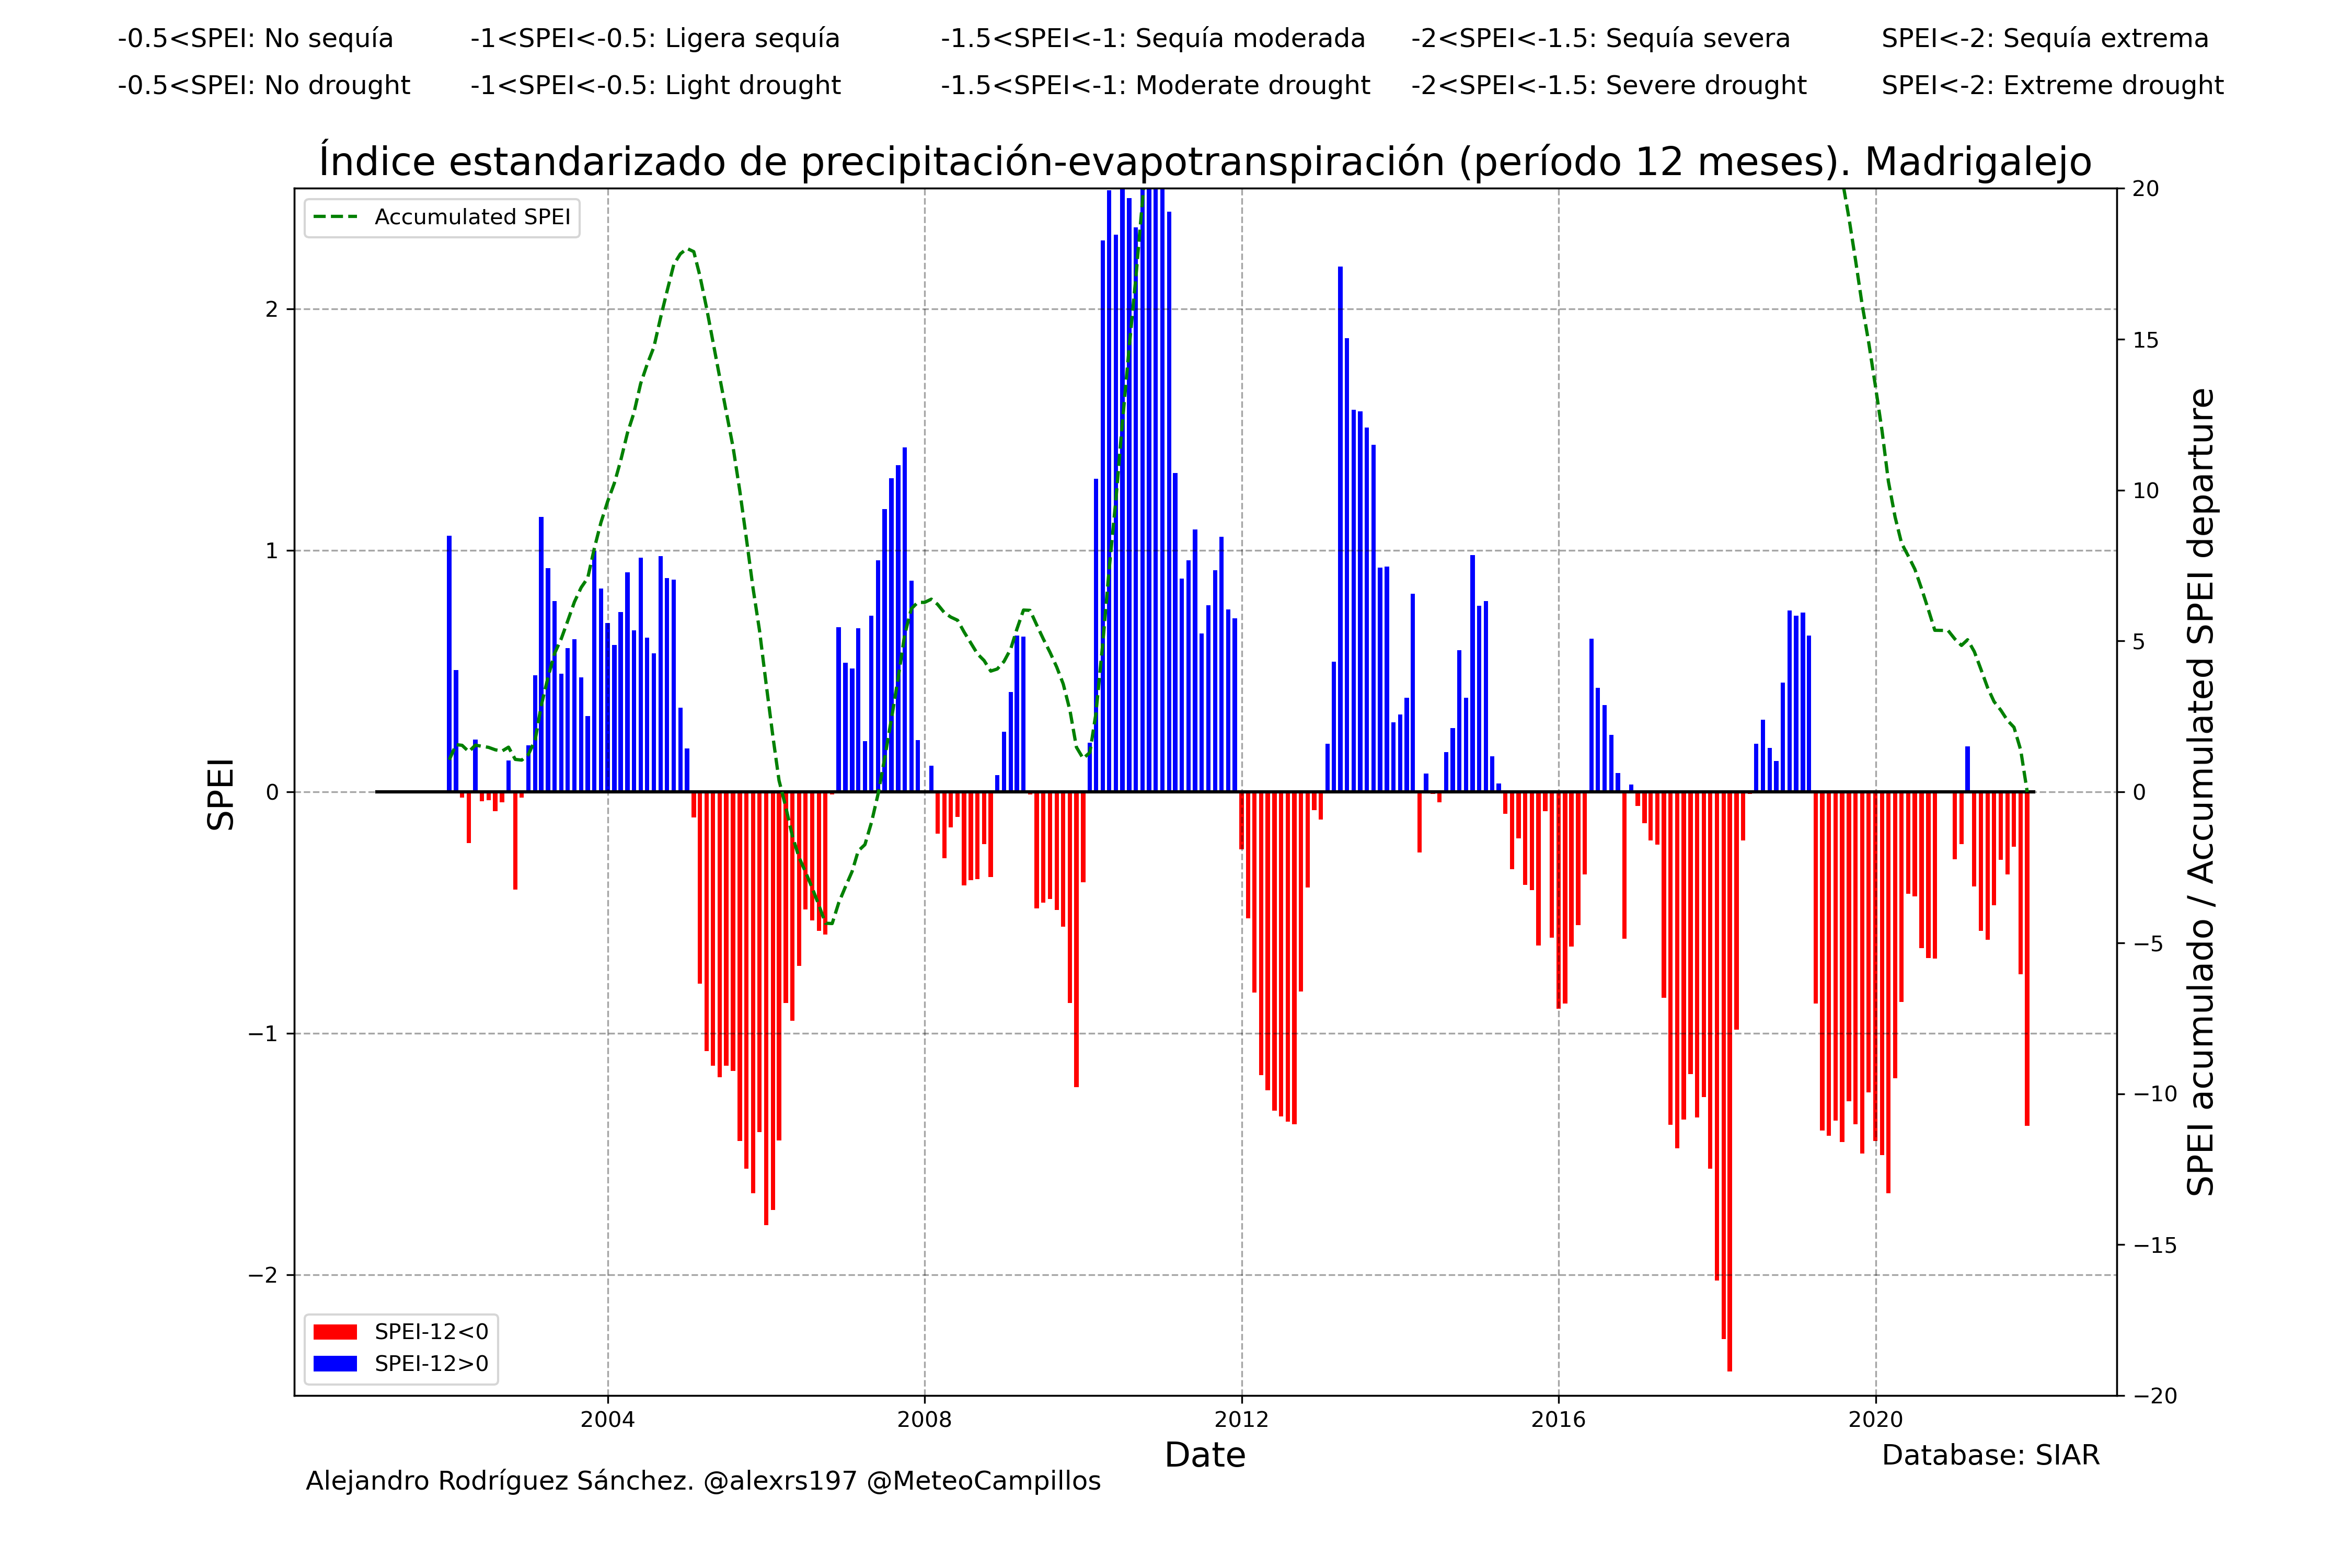 -0.5<SPEI: No sequía -1<SPEI<-0.5: Ligera sequía -1.5<SPEI<-1: Sequía moderada -2<SPEI<-1.5: Sequía severa SPEI<-2: Sequía extrema
-0.5<SPEI: No drought -1<SPEI<-0.5: Light drought -1.5<SPEI<-1: Moderate drought -2<SPEI<-1.5: Severe drought SPEI<-2: Extreme drought
Índice estandarizado de precipitación-evapotranspiración (período 12 meses). Madrigalejo
Accumulated SPEI
2
1
0
−1
−2
SPEI
20
15
10
5
0
−5
−10
−15
−20
SPEI acumulado / Accumulated SPEI departure
SPEI-12<0
SPEI-12>0
2004 2008 2012 2016 2020
Date
Database: SIAR
Alejandro Rodríguez Sánchez. @alexrs197 @MeteoCampillos